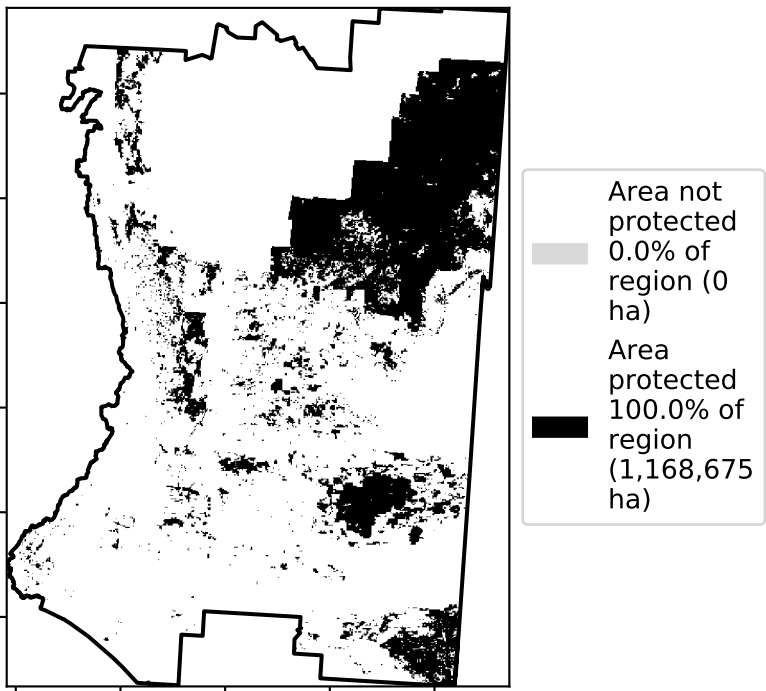 Area not
protected
0.0% of
region (0
ha)
Area
protected
100.0% of
region
(1,168,675
ha)